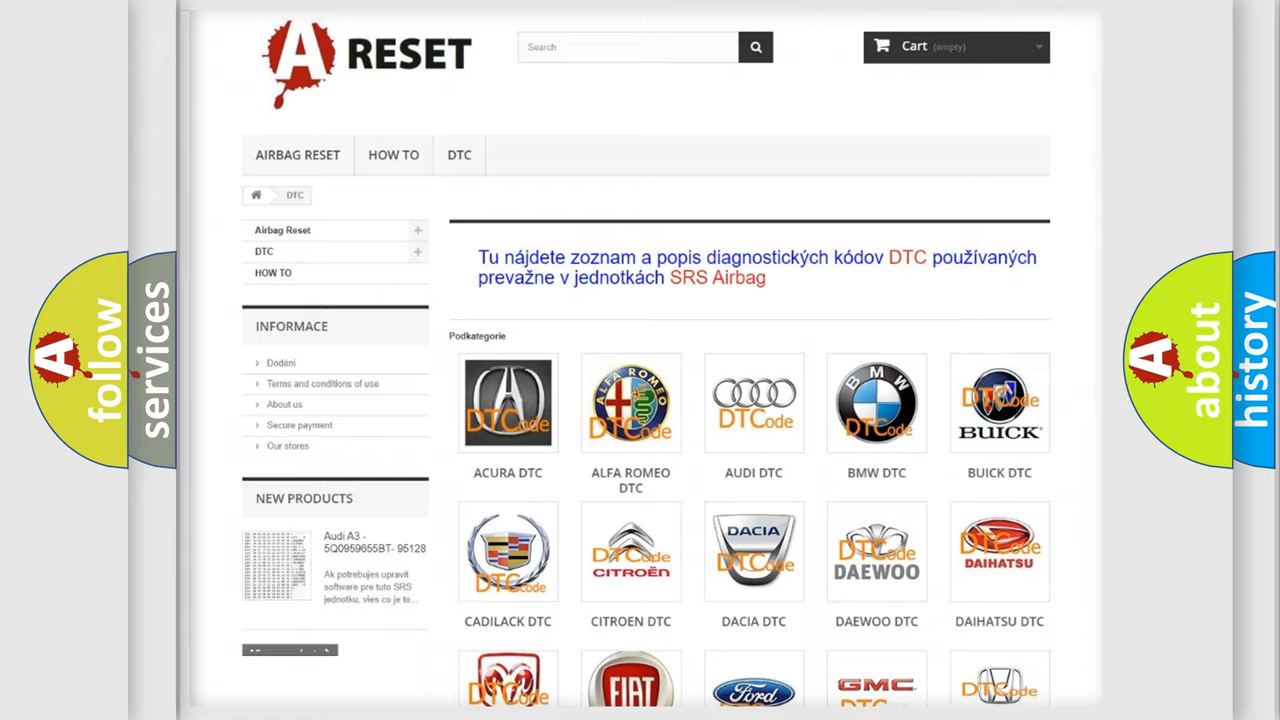 A RESET
Search
Cart (empty)
AIRBAG RESET
HOW TO
DTC
DTC
Airbag Reset
DTC
HOW TO
INFORMACE
Dodání
Terms and conditions of use
About us
Secure payment
Our stores
NEW PRODUCTS
Audi A3 -
5Q0959655BT- 95128
Ak potrebujes upravit
software pre tuto SRS
jednotku, vies co je to...
Tu nájdete zoznam a popis diagnostických kódov DTC používaných
prevažne v jednotkách SRS Airbag
Podkategorie
DTCode
ALFA ROMEO
DTCode
DTCode
BMW
DTCode
DTCode
BUICK
ACURA DTC
ALFA ROMEO
DTC
AUDI DTC
BMW DTC
BUICK DTC
DTCode
DTCode
CITROËN
DACIA
DTCode
DTCode
DAEWOO
DTCode
DAIHATSU
CADILACK DTC
CITROEN DTC
DACIA DTC
DAEWOO DTC
DAIHATSU DTC
DTCode
FIAT
Ford
GMC
DTCode
A follow
services
A about
history